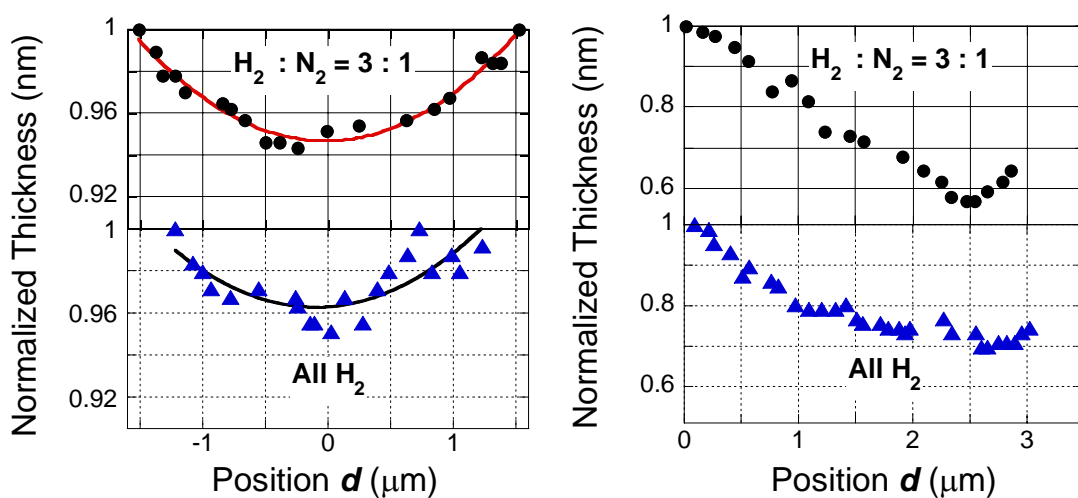 Normalized Thickness (nm)
1
0.96
0.92
1
0.96
0.92
H2 : N2 = 3 : 1
All H2
-1
0
1
Position d (μm)
Normalized Thickness (nm)
1
0.8
0.6
1
0.8
0.6
H2 : N2 = 3 : 1
All H2
0
1
2
3
Position d (μm)